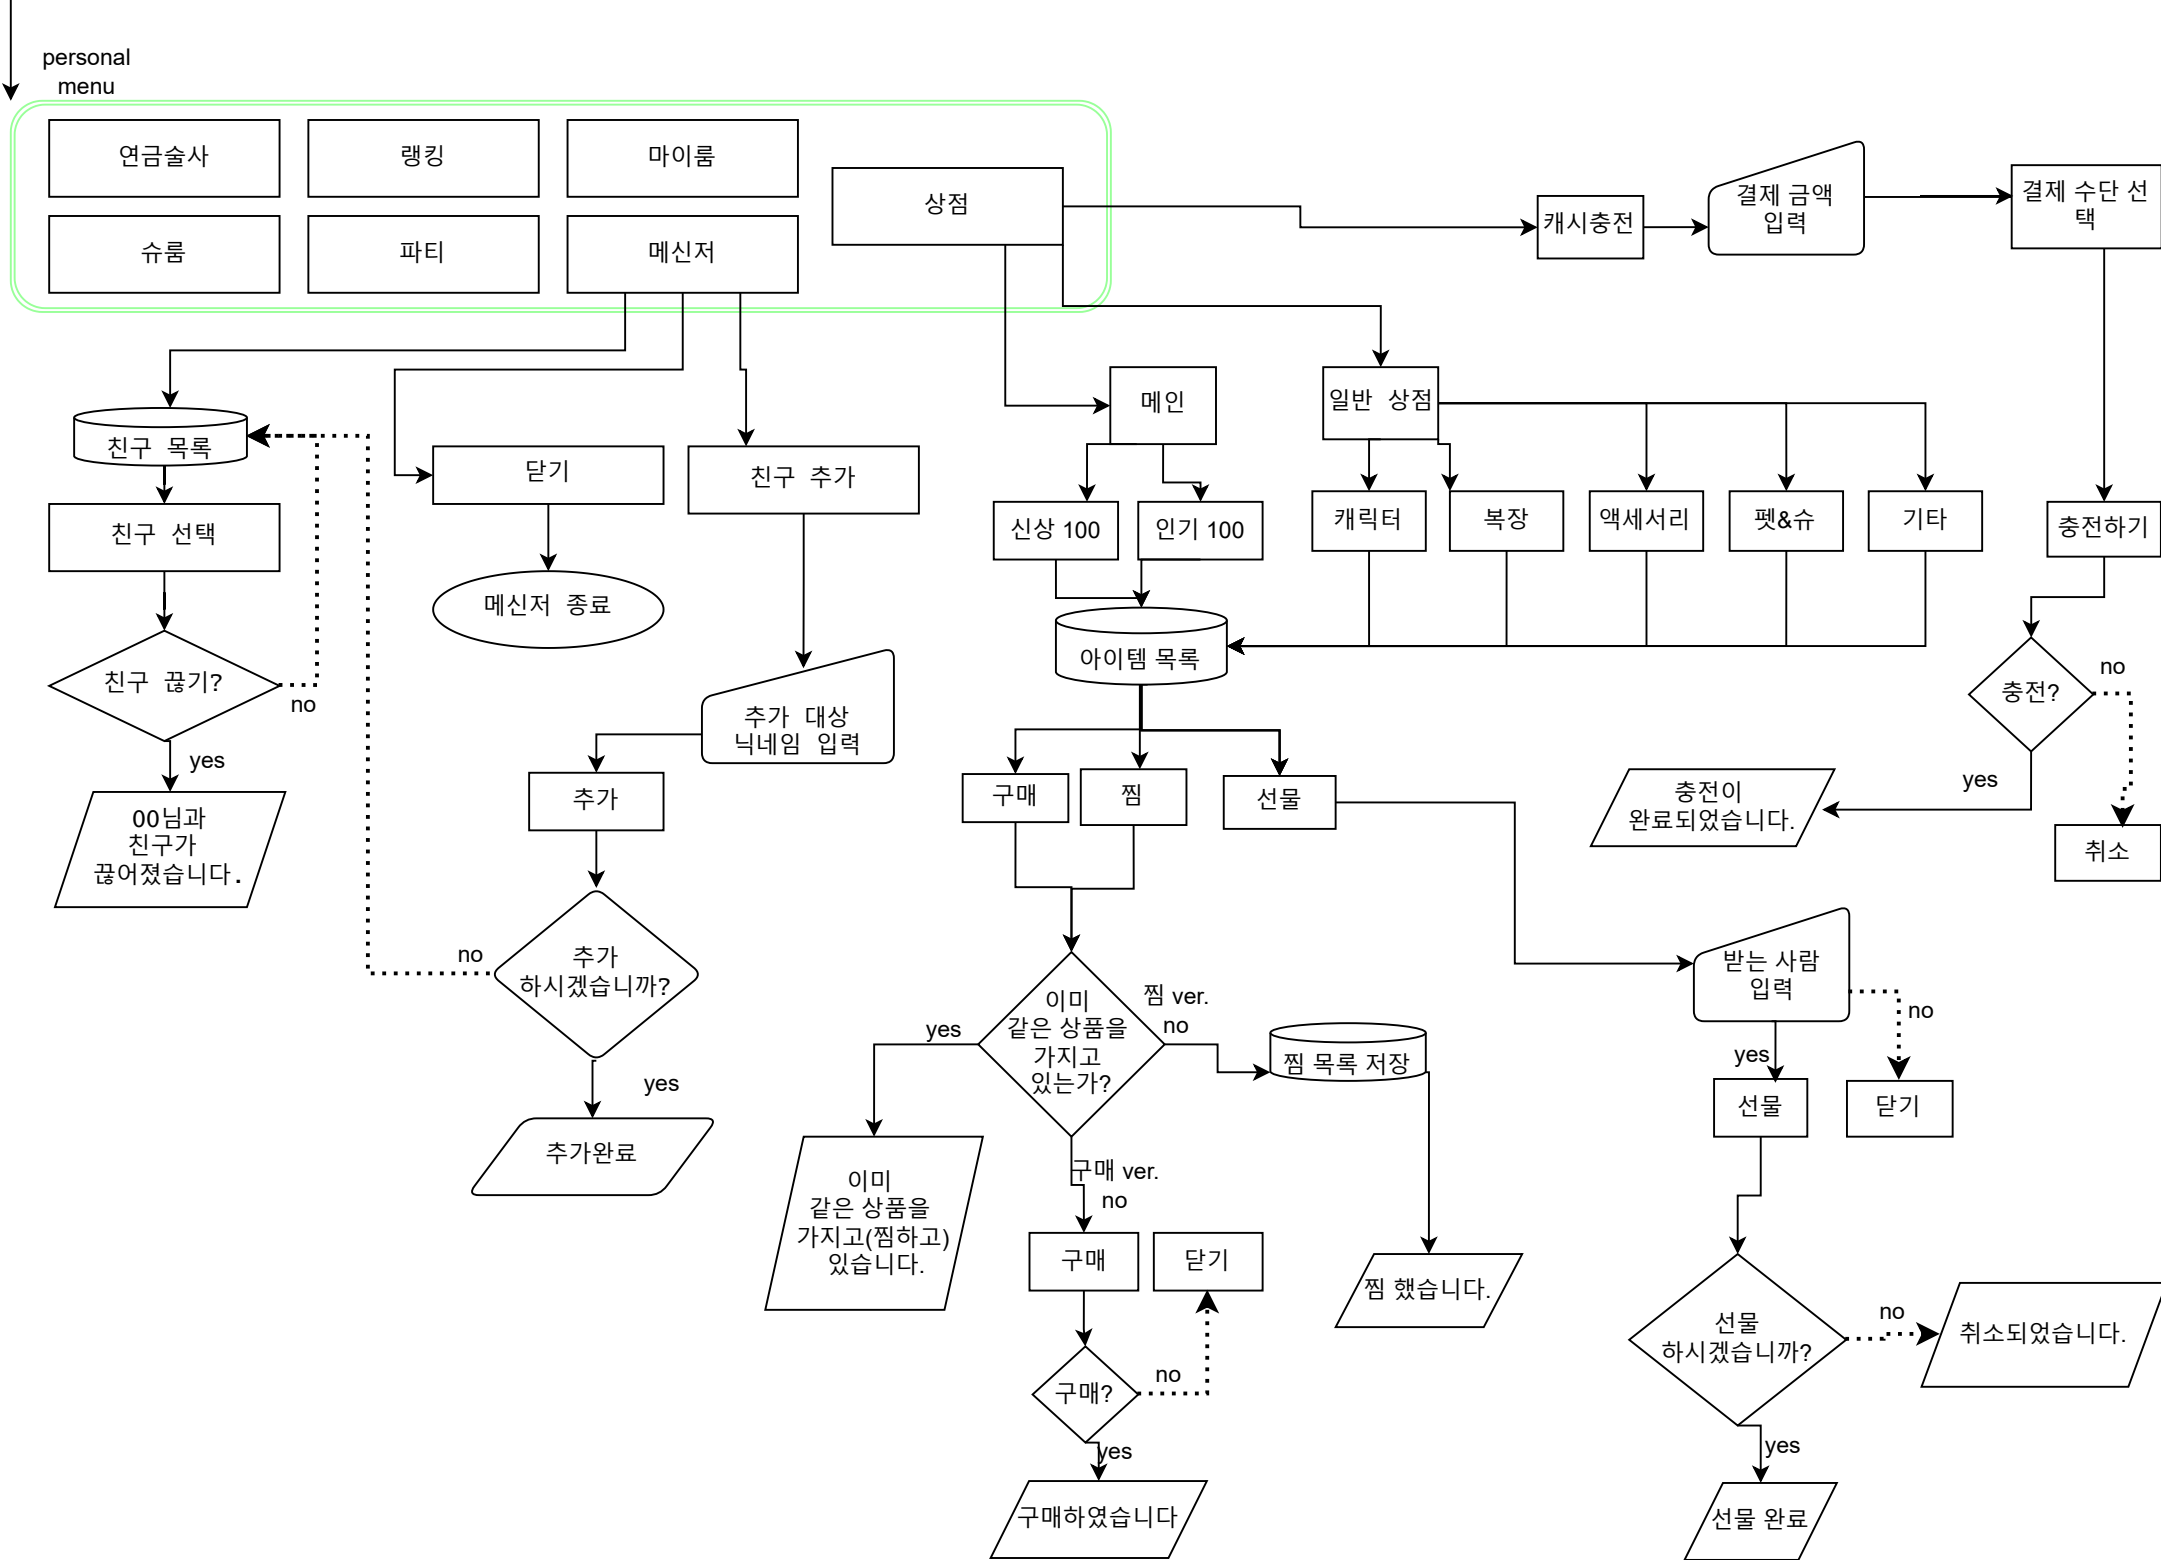 personal
menu
연금술사
랭킹
마이룸
상점
슈룸
파티
메신저
캐시충전
결제 금액
입력
결제 수단 선
택
친구 목록
닫기
친구 추가
메인
일반 상점
친구 선택
메신저 종료
신상 100
인기 100
캐릭터
복장
액세서리
펫&슈
기타
충전하기
친구 끊기?
no
yes
00님과
친구가
끊어졌습니다.
추가 대상
닉네임 입력
추가
추가
하시겠습니까?
no
yes
추가완료
아이템 목록
구매
찜
선물
충전?
no
yes
충전이
완료되었습니다.
취소
이미
같은 상품을
가지고
있는가?
yes
찜 ver.
no
찜 목록 저장
이미
같은 상품을
가지고(찜하고)
있습니다.
구매 ver.
no
구매
닫기
찜 했습니다.
구매?
no
yes
구매하였습니다
받는 사람
입력
no
yes
선물
닫기
선물
하시겠습니까?
no
취소되었습니다.
yes
선물 완료